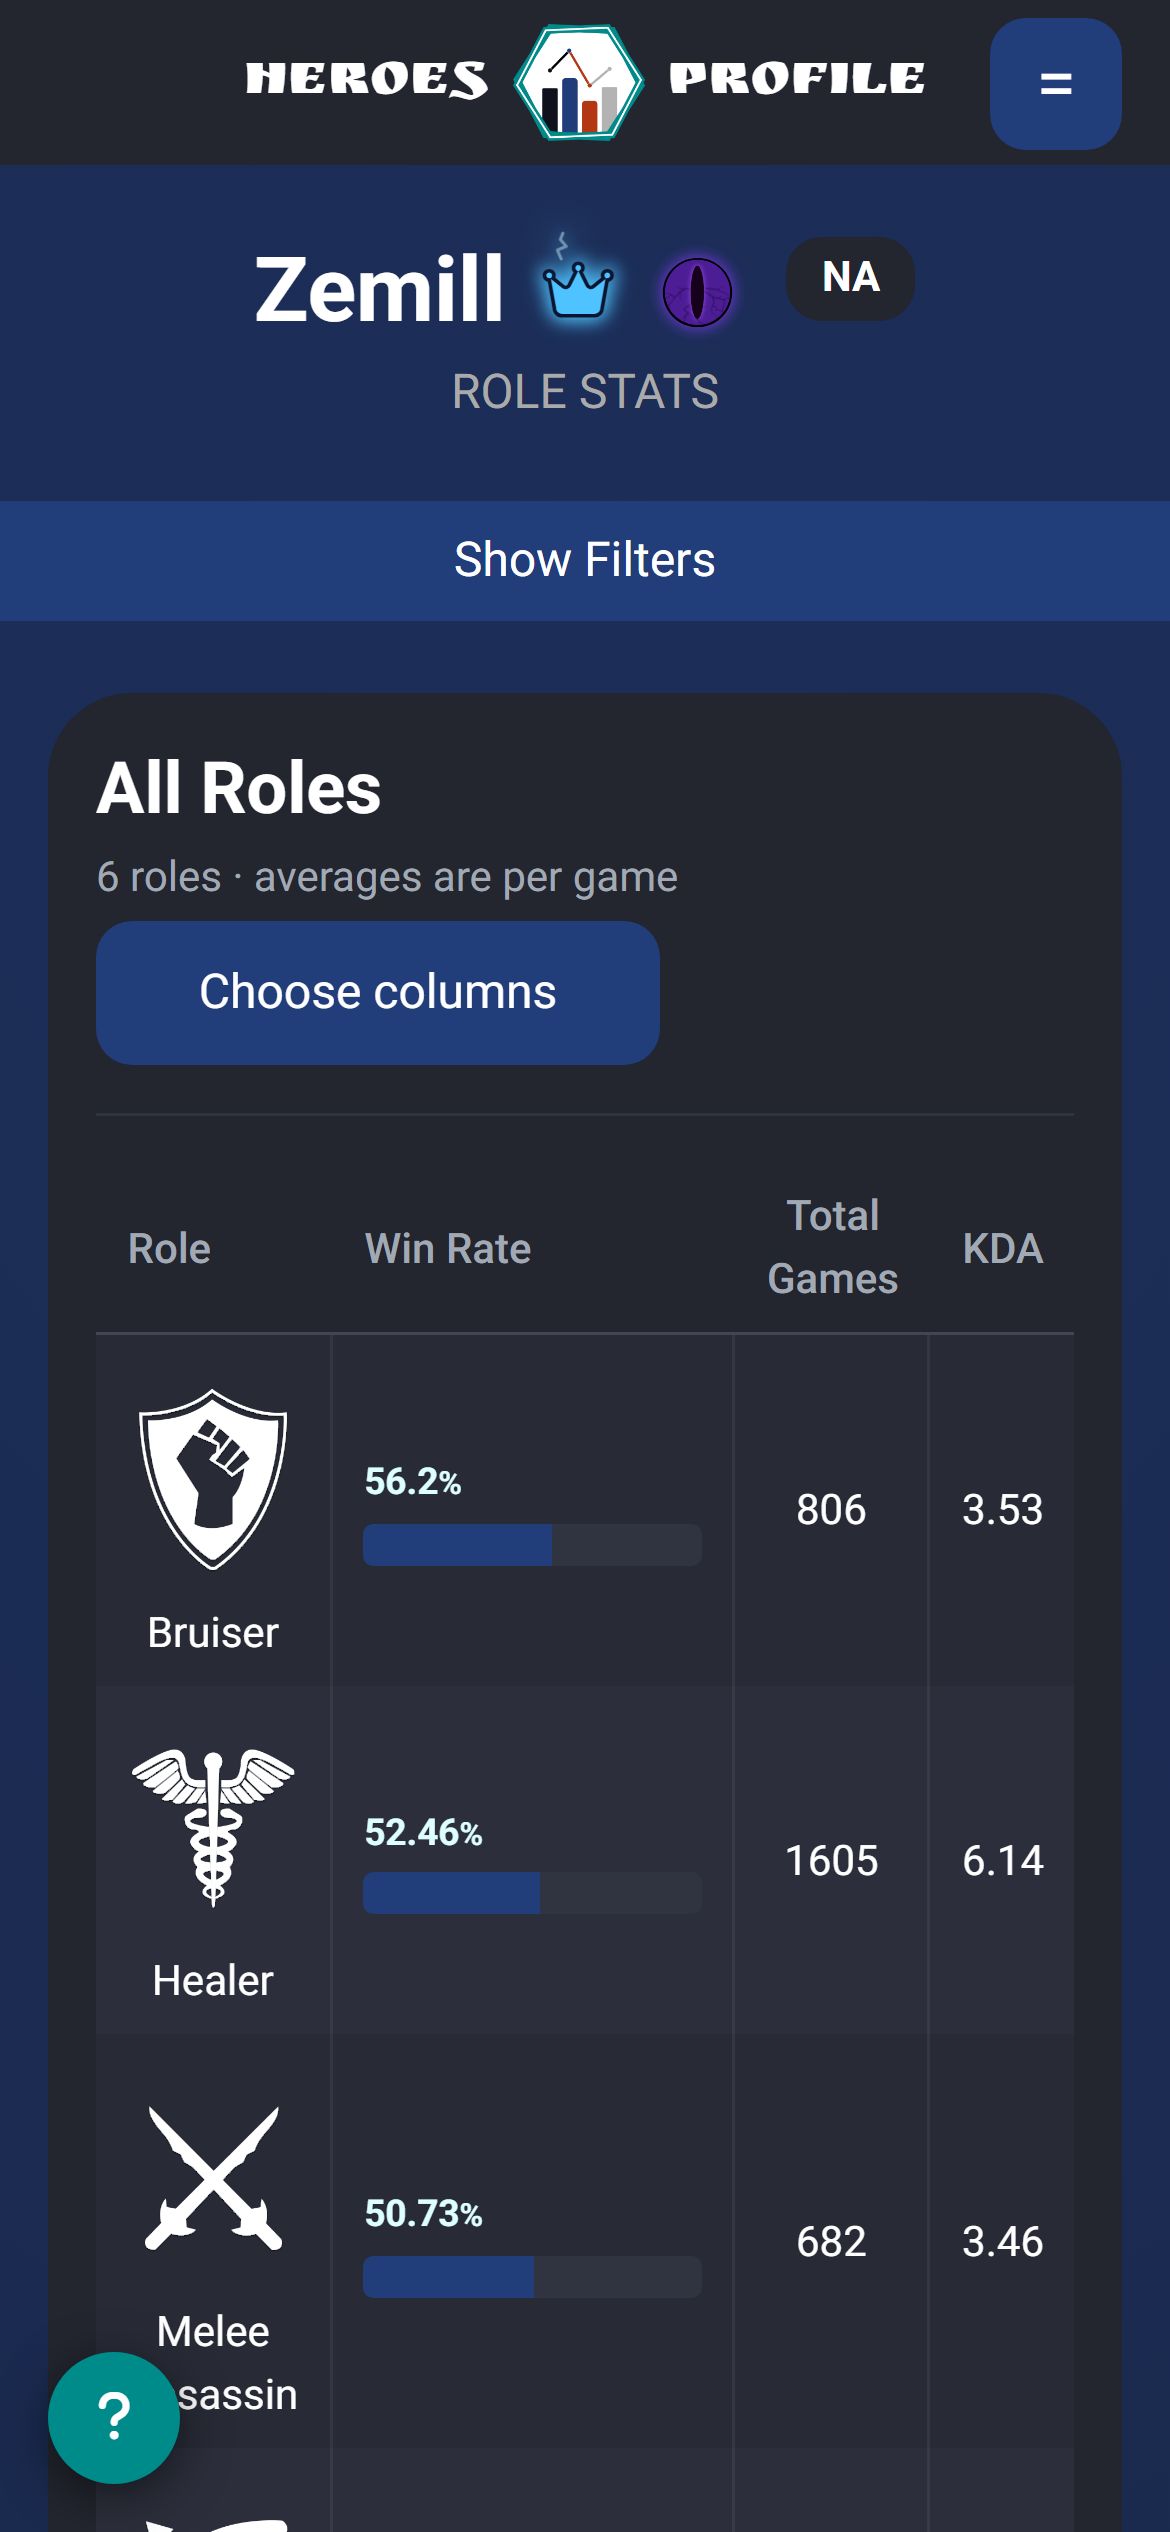 HEROES PROFILE
=
Zemill NA
ROLE STATS
Show Filters
All Roles
6 roles · averages are per game
Choose columns
Role Win Rate Total Games KDA
56.2% 806 3.53
Bruiser
52.46% 1605 6.14
Healer
50.73% 682 3.46
Melee
sassin
?